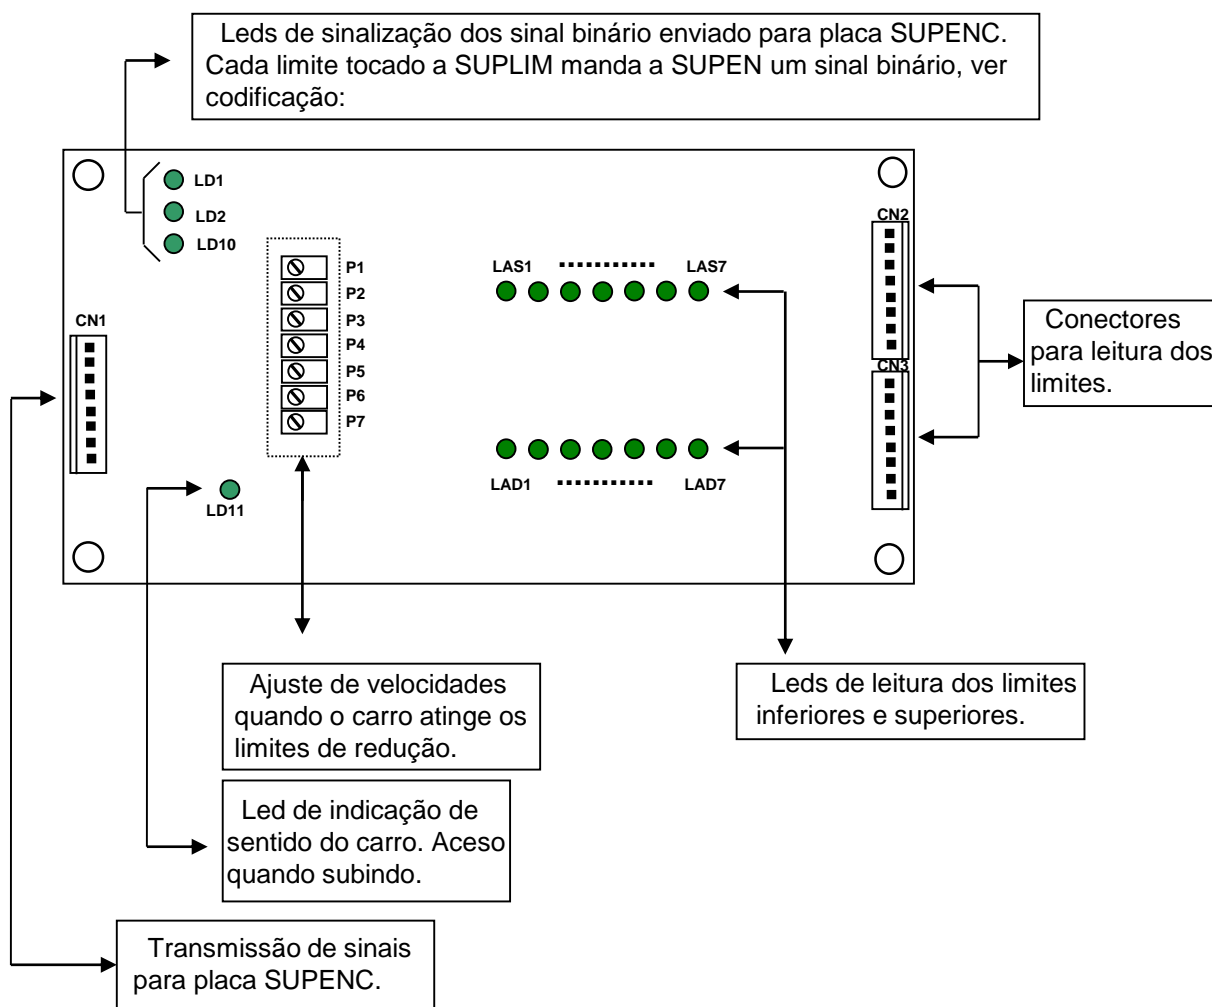 Leds de sinalização dos sinal binário enviado para placa SUPENC.
Cada limite tocado a SUPLIM manda a SUPEN um sinal binário, ver
codificação:
LD1
LD2
LD10
CN2
P1
P2
P3
P4
P5
P6
P7
LAS1
LAS7
CN1
CN3
Conectores
para leitura dos
limites.
LAD1
LAD7
LD11
Ajuste de velocidades
quando o carro atinge os
limites de redução.
Leds de leitura dos limites
inferiores e superiores.
Led de indicação de
sentido do carro. Aceso
quando subindo.
Transmissão de sinais
para placa SUPENC.